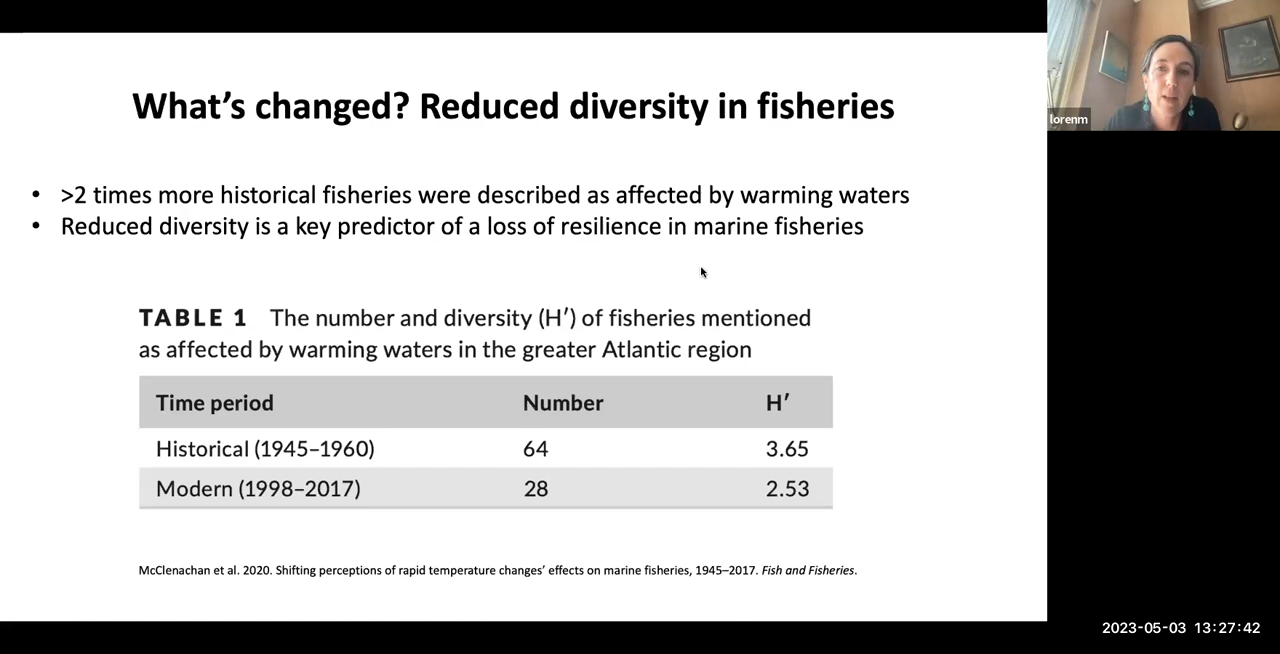 What’s changed? Reduced diversity in fisheries
lorenm
• >2 times more historical fisheries were described as affected by warming waters
• Reduced diversity is a key predictor of a loss of resilience in marine fisheries
TABLE 1 The number and diversity (H′) of fisheries mentioned
as affected by warming waters in the greater Atlantic region
Time period Number H′
Historical (1945–1960) 64 3.65
Modern (1998–2017) 28 2.53
McClenachan et al. 2020. Shifting perceptions of rapid temperature changes’ effects on marine fisheries, 1945–2017. Fish and Fisheries.
2023-05-03 13:27:42